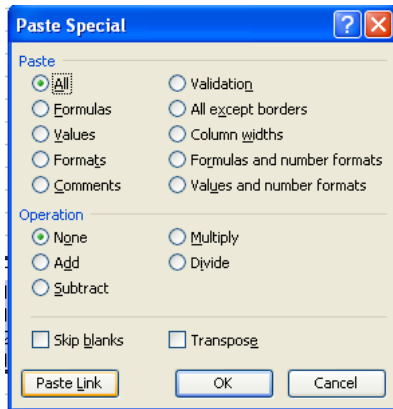 Paste Special
Paste
All Validation
Formulas All except borders
Values Column widths
Formats Formulas and number formats
Comments Values and number formats
Operation
None Multiply
Add Divide
Subtract
Skip blanks Transpose
Paste Link OK Cancel